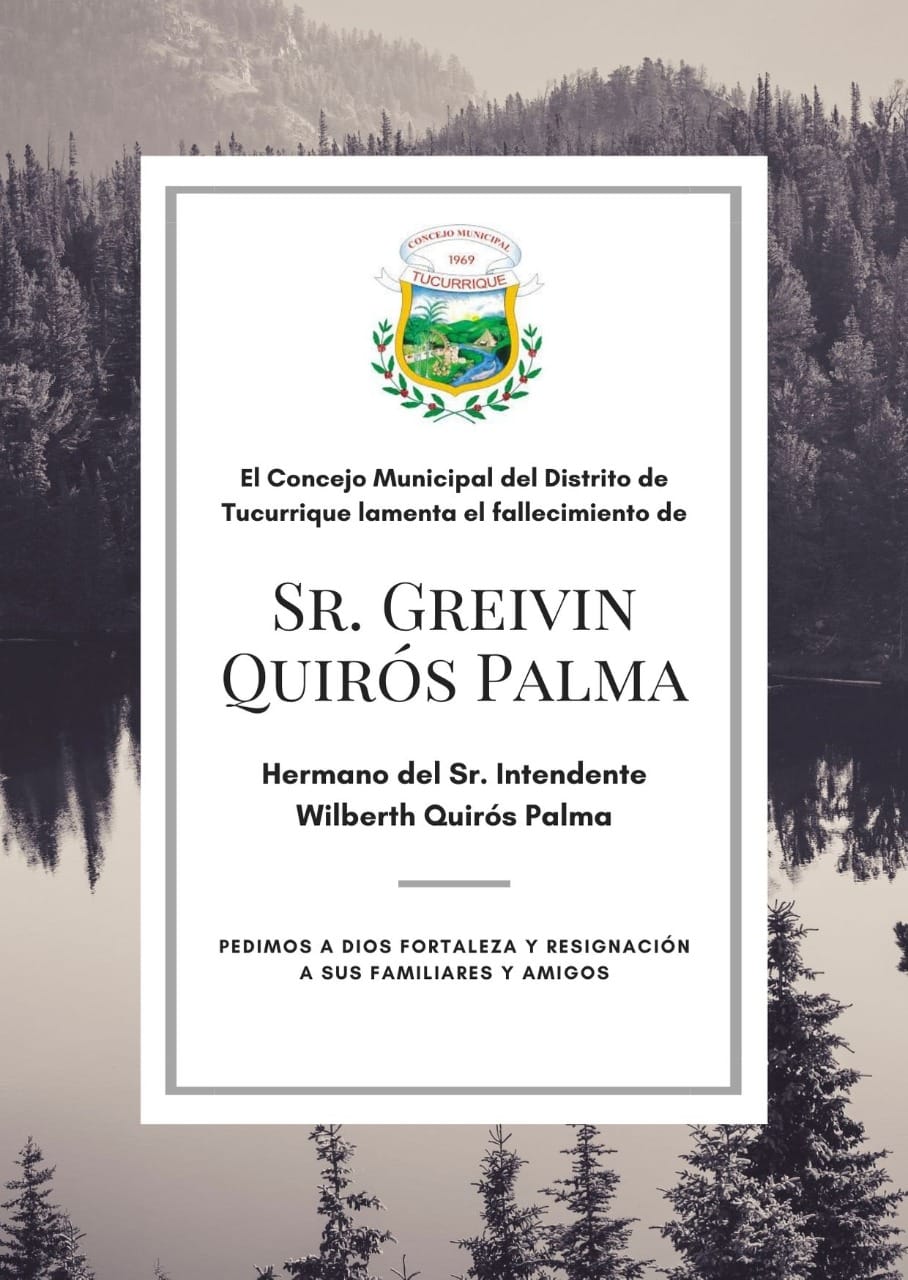 CONCEJO MUNICIPAL
1969
TUCURRIQUE
El Concejo Municipal del Distrito de
Tucurrique lamenta el fallecimiento de
Sr. Greivin
Quirós Palma
Hermano del Sr. Intendente
Wilberth Quirós Palma
PEDIMOS A DIOS FORTALEZA Y RESIGNACIÓN
A SUS FAMILIARES Y AMIGOS